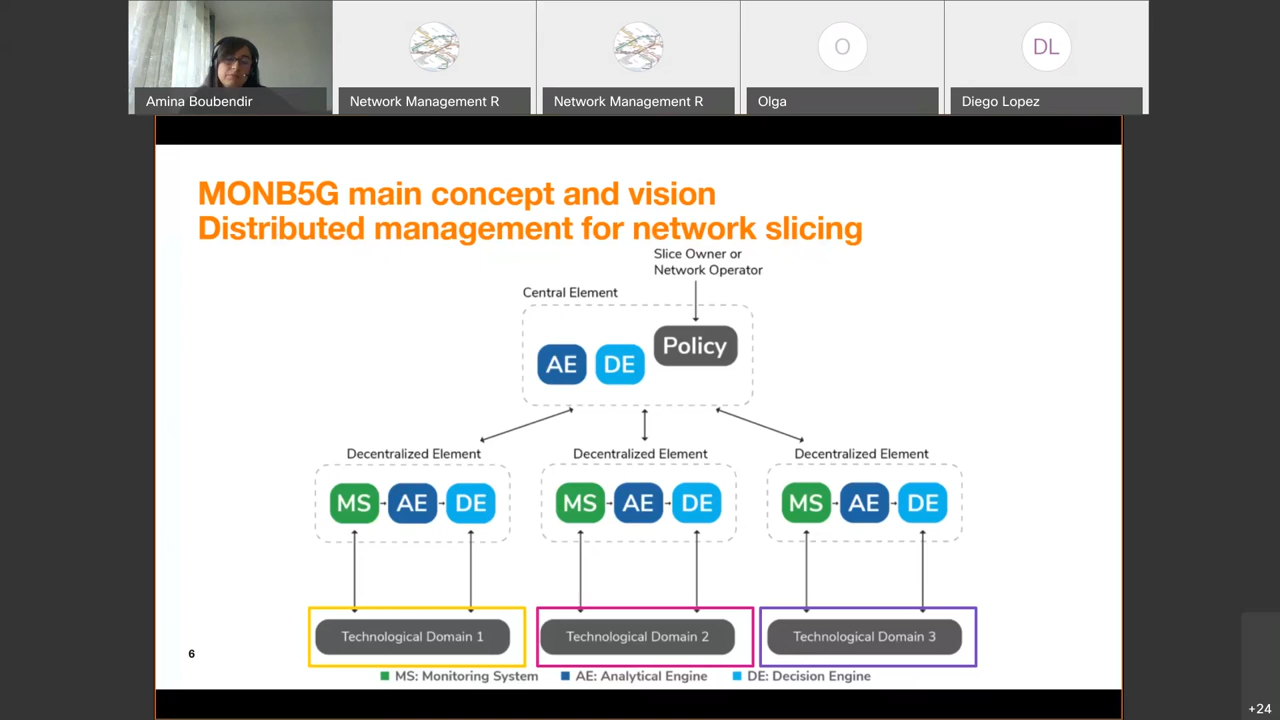 Amina Boubendir
Network Management R
Network Management R
O
Olga
DL
Diego Lopez
MONB5G main concept and vision
Distributed management for network slicing
Slice Owner or
Network Operator
Central Element
AE DE Policy
Decentralized Element
Decentralized Element
Decentralized Element
MS AE DE
MS AE DE
MS AE DE
Technological Domain 1
Technological Domain 2
Technological Domain 3
6
MS: Monitoring System
AE: Analytical Engine
DE: Decision Engine
+24